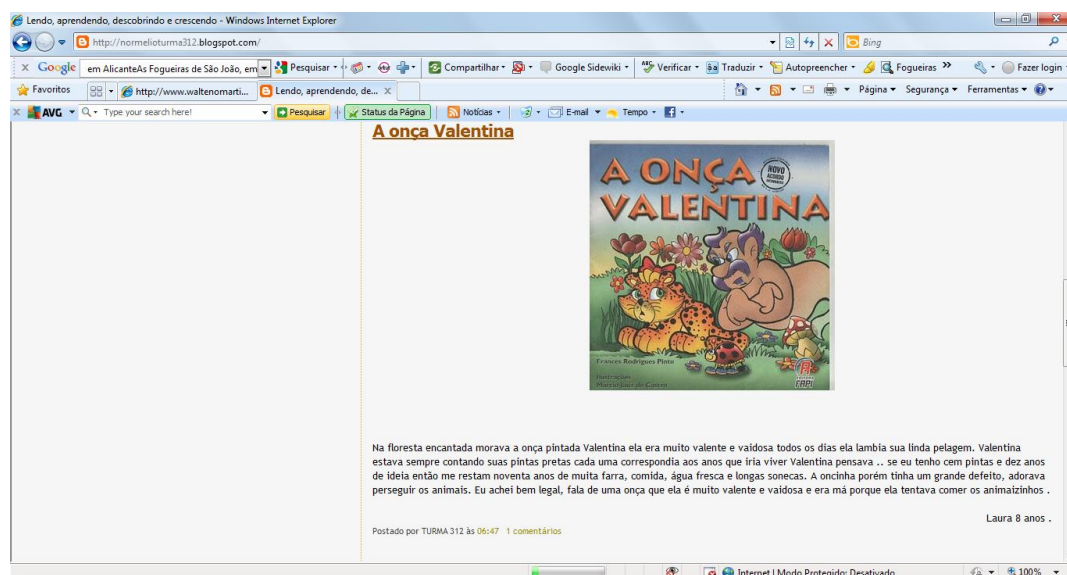 Lendo, aprendendo, descobrindo e crescendo - Windows Internet Explorer
http://normelioturma312.blogspot.com/
Bing
x Google em AlicanteAs Fogueiras de São João, em Pesquisar Compartilhar Google Sidewiki Verificar Traduzir Autopreencher Fogueiras » Fazer login
Favoritos http://www.waltenomarti... Lendo, aprendendo, de... X Página Segurança Ferramentas
x AVG Type your search here! Pesquisar Status da Página Notícias E-mail Tempo
A onça Valentina
A ONÇA
NOVO
ACORDO
VALENTINA
Frances Rodrigues Pinto
Ilustrações
Márcio Luiz de Castro
CAPI
Na floresta encantada morava a onça pintada Valentina ela era muito valente e vaidosa todos os dias ela lambia sua linda pelagem. Valentina
estava sempre contando suas pintas pretas cada uma correspondia aos anos que iria viver Valentina pensava .. se eu tenho cem pintas e dez anos
de ideia então me restam noventa anos de muita farra, comida, água fresca e longas sonecas. A oncinha porém tinha um grande defeito, adorava
perseguir os animais. Eu achei bem legal, fala de uma onça que ela é muito valente e vaidosa e era má porque ela tentava comer os animaizinhos .
Laura 8 anos .
Postado por TURMA 312 às 06:47 1 comentários
Internet | Modo Protegido: Desativado 100%